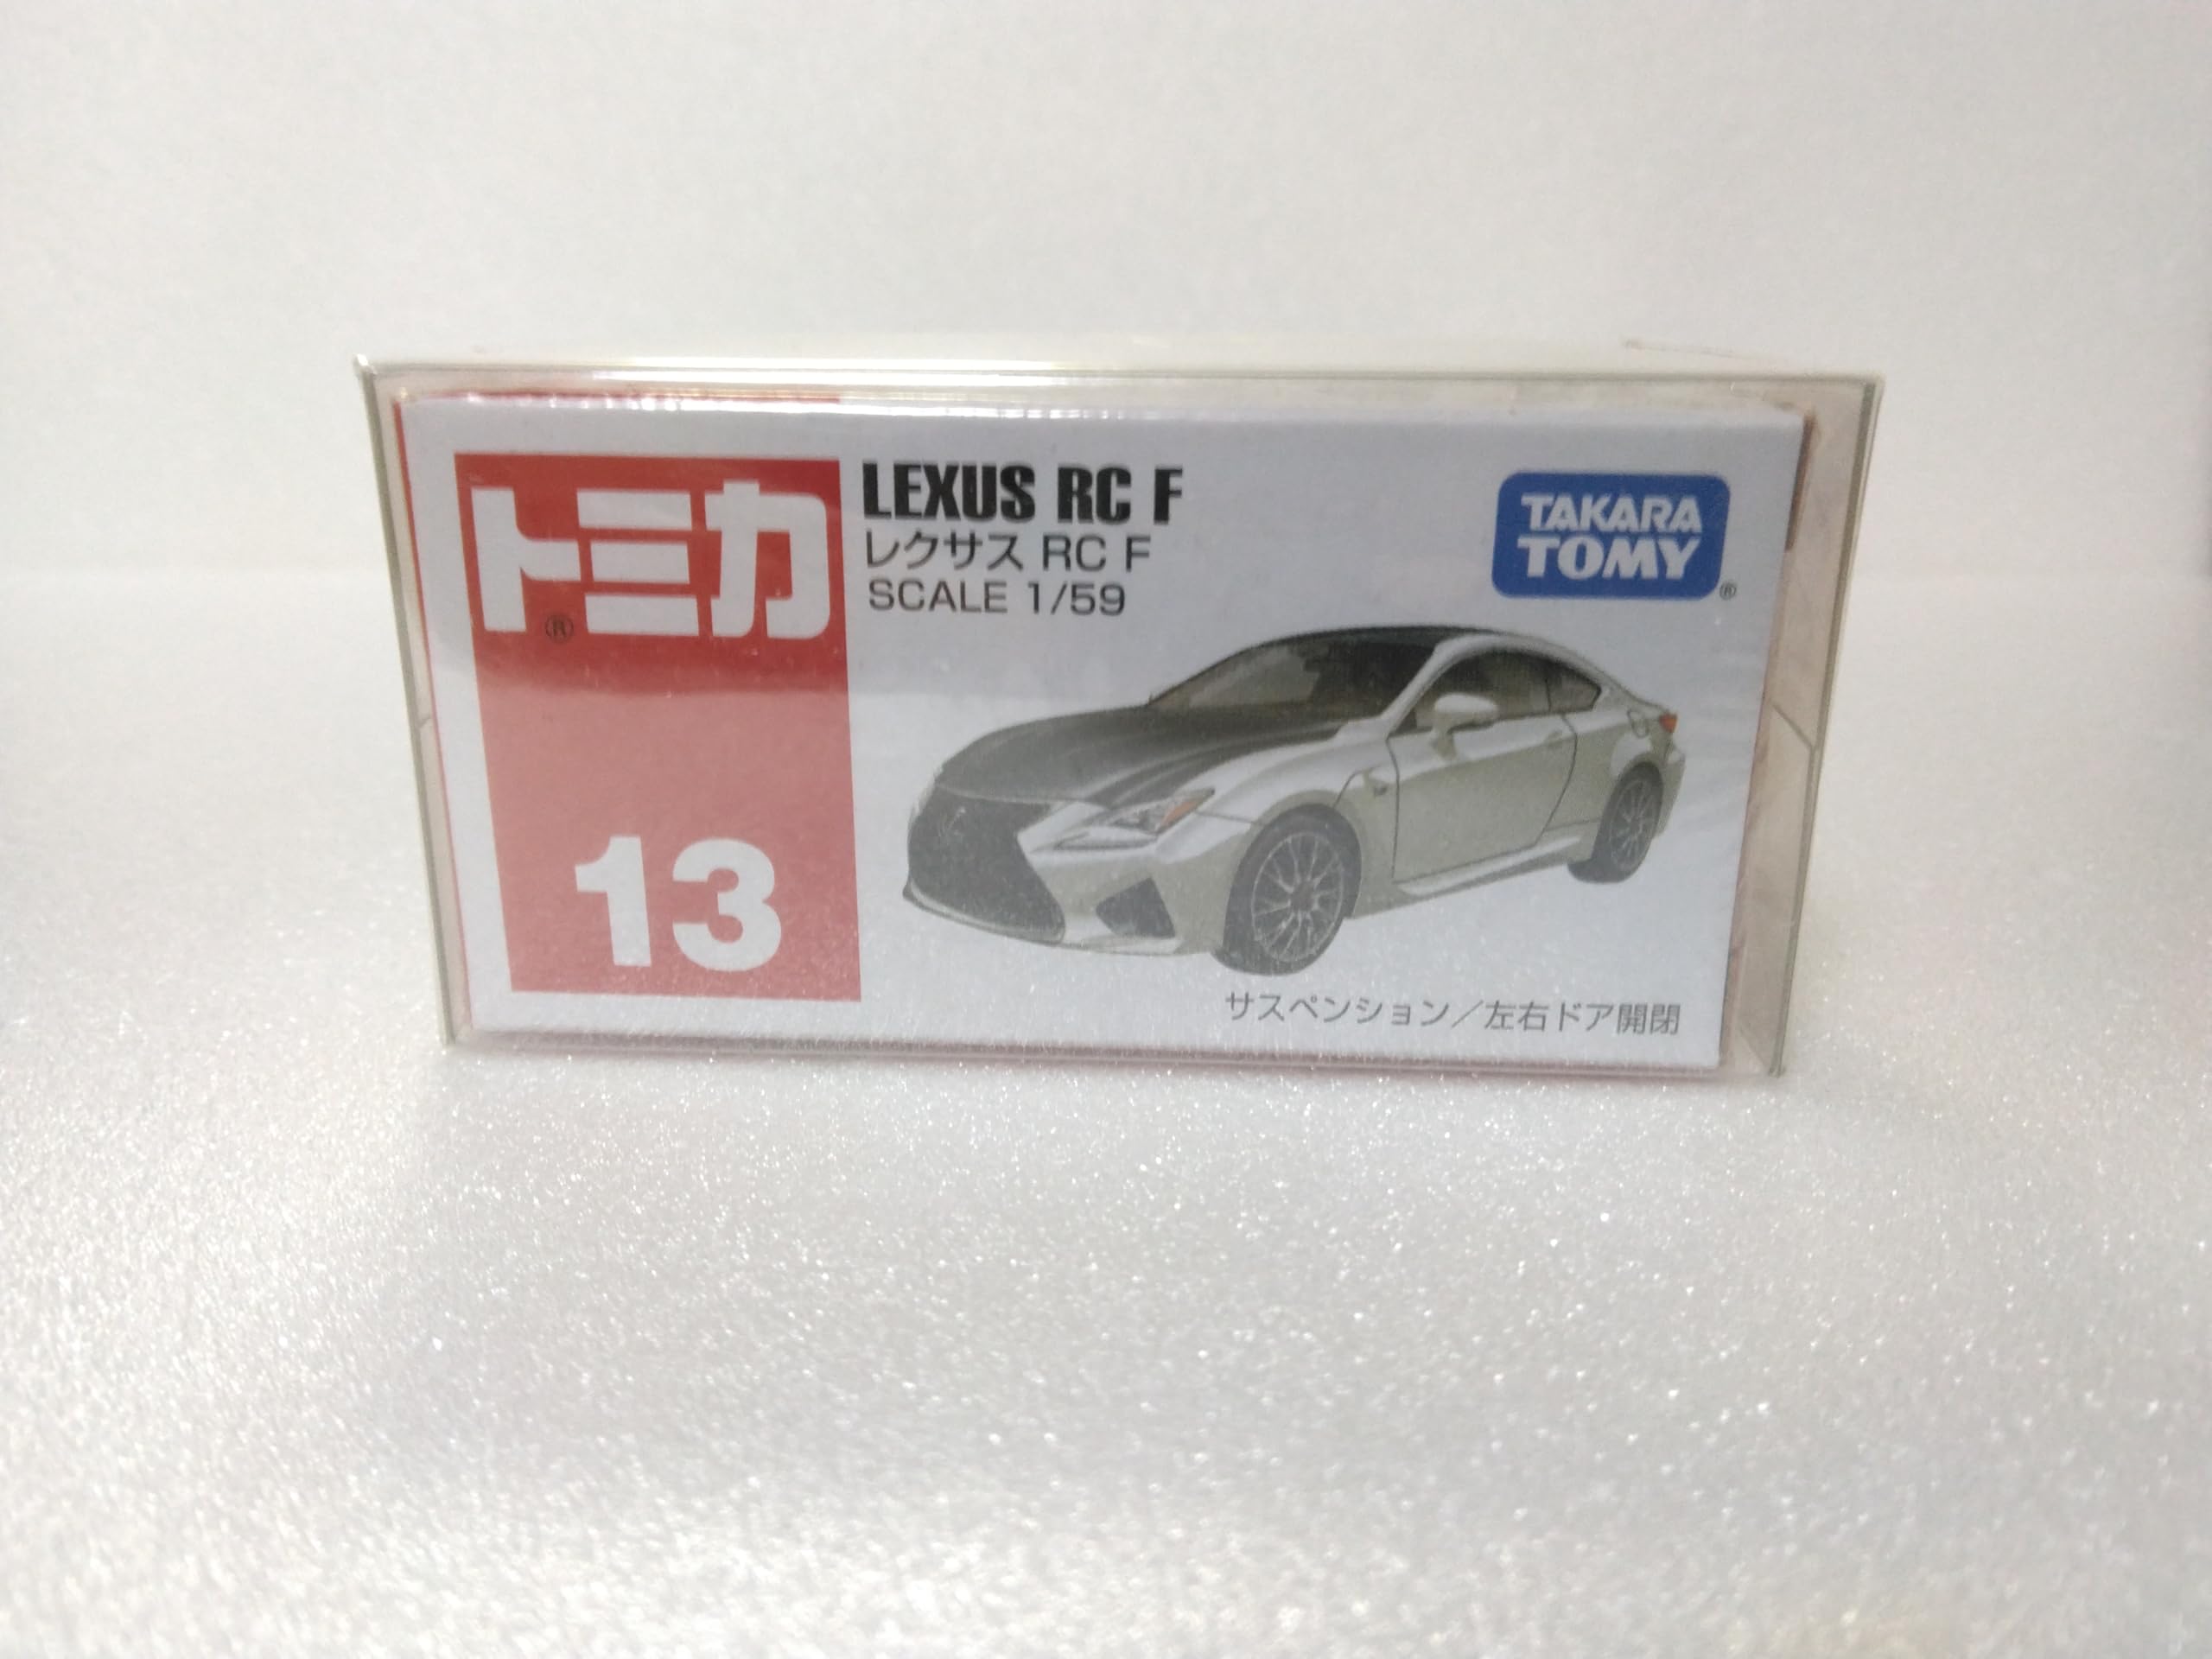 トミカ
®
13
LEXUS RC F
レクサス RC F
SCALE 1/59
TAKARA
TOMY
®
サスペンション／左右ドア開閉